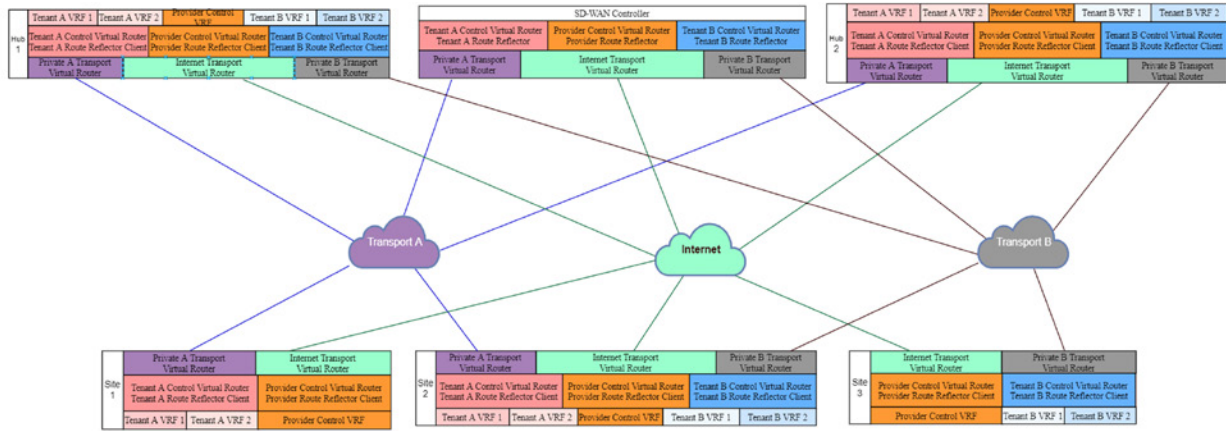 Hub
1
Tenant A VRF 1
Tenant A VRF 2
Provider Control
VRF
Tenant B VRF 1
Tenant B VRF 2
Tenant A Control Virtual Router
Tenant A Route Reflector Client
Provider Control Virtual Router
Provider Route Reflector Client
Tenant B Control Virtual Router
Tenant B Route Reflector Client
Private A Transport
Virtual Router
Internet Transport
Virtual Router
Private B Transport
Virtual Router
SD-WAN Controller
Tenant A Control Virtual Router
Tenant A Route Reflector
Provider Control Virtual Router
Provider Route Reflector
Tenant B Control Virtual Router
Tenant B Route Reflector
Private A Transport
Virtual Router
Internet Transport
Virtual Router
Private B Transport
Virtual Router
Hub
2
Tenant A VRF 1
Tenant A VRF 2
Provider Control VRF
Tenant B VRF 1
Tenant B VRF 2
Tenant A Control Virtual Router
Tenant A Route Reflector Client
Provider Control Virtual Router
Provider Route Reflector Client
Tenant B Control Virtual Router
Tenant B Route Reflector Client
Private A Transport
Virtual Router
Internet Transport
Virtual Router
Private B Transport
Virtual Router
Transport A
Internet
Transport B
Site
1
Private A Transport
Virtual Router
Internet Transport
Virtual Router
Tenant A Control Virtual Router
Tenant A Route Reflector Client
Provider Control Virtual Router
Provider Route Reflector Client
Tenant A VRF 1
Tenant A VRF 2
Provider Control VRF
Site
2
Private A Transport
Virtual Router
Internet Transport
Virtual Router
Private B Transport
Virtual Router
Tenant A Control Virtual Router
Tenant A Route Reflector Client
Provider Control Virtual Router
Provider Route Reflector Client
Tenant B Control Virtual Router
Tenant B Route Reflector Client
Tenant A VRF 1
Tenant A VRF 2
Provider Control VRF
Tenant B VRF 1
Tenant B VRF 2
Site
3
Internet Transport
Virtual Router
Private B Transport
Virtual Router
Provider Control Virtual Router
Provider Route Reflector Client
Tenant B Control Virtual Router
Tenant B Route Reflector Client
Provider Control VRF
Tenant B VRF 1
Tenant B VRF 2